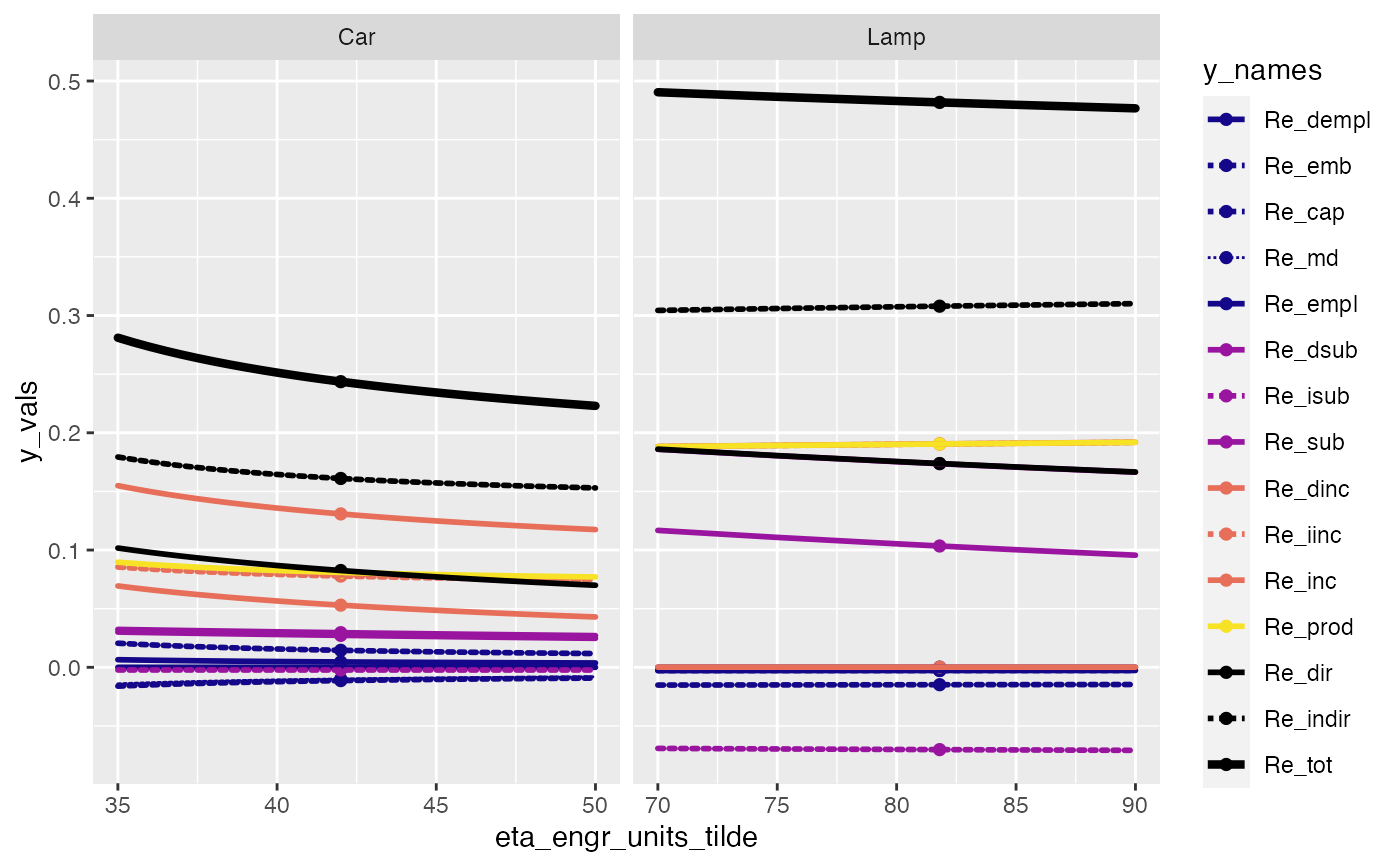 Car
Lamp
0.5
0.4
0.3
0.2
0.1
0.0
y_vals
35
40
45
50
70
75
80
85
90
eta_engr_units_tilde
y_names
Re_dempl
Re_emb
Re_cap
Re_md
Re_empl
Re_dsub
Re_isub
Re_sub
Re_dinc
Re_iinc
Re_inc
Re_prod
Re_dir
Re_indir
Re_tot